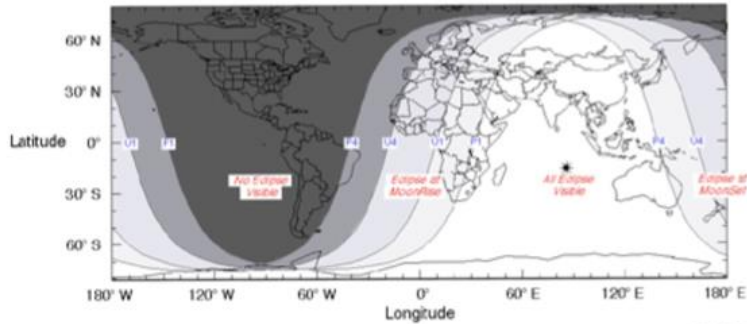 60° N
30° N
Latitude
0°
30° S
60° S
U1
P1
P4
U4
U1
P1
P4
U4
No Eclipse
Visible
Eclipse at
MoonRise
All Eclipse
Visible
Eclipse at
MoonSet
180° W
120° W
60° W
0°
60° E
120° E
180° E
Longitude